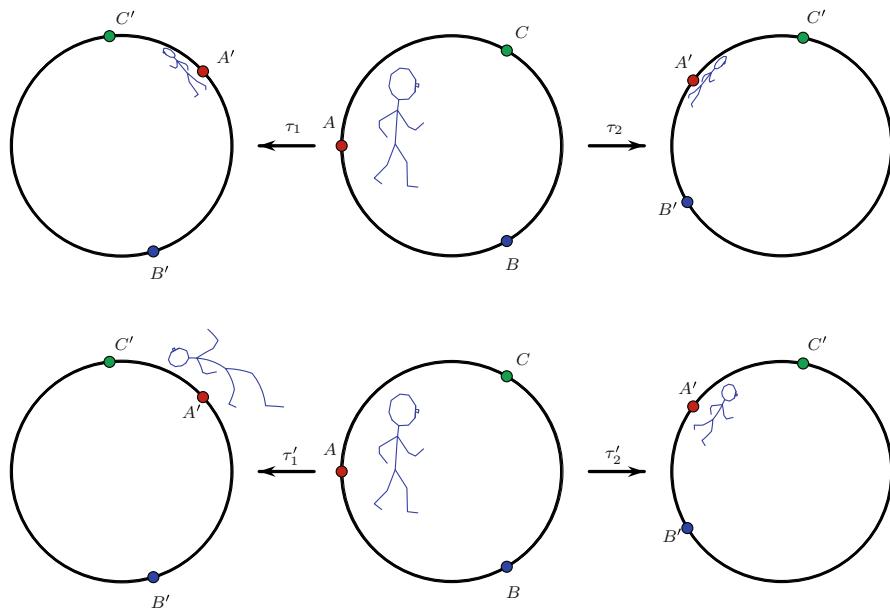 C′ A′ B′
τ₁
A C B
τ₂
A′ C′ B′
C′ A′ B′
τ′₁
A C B
τ′₂
A′ C′ B′